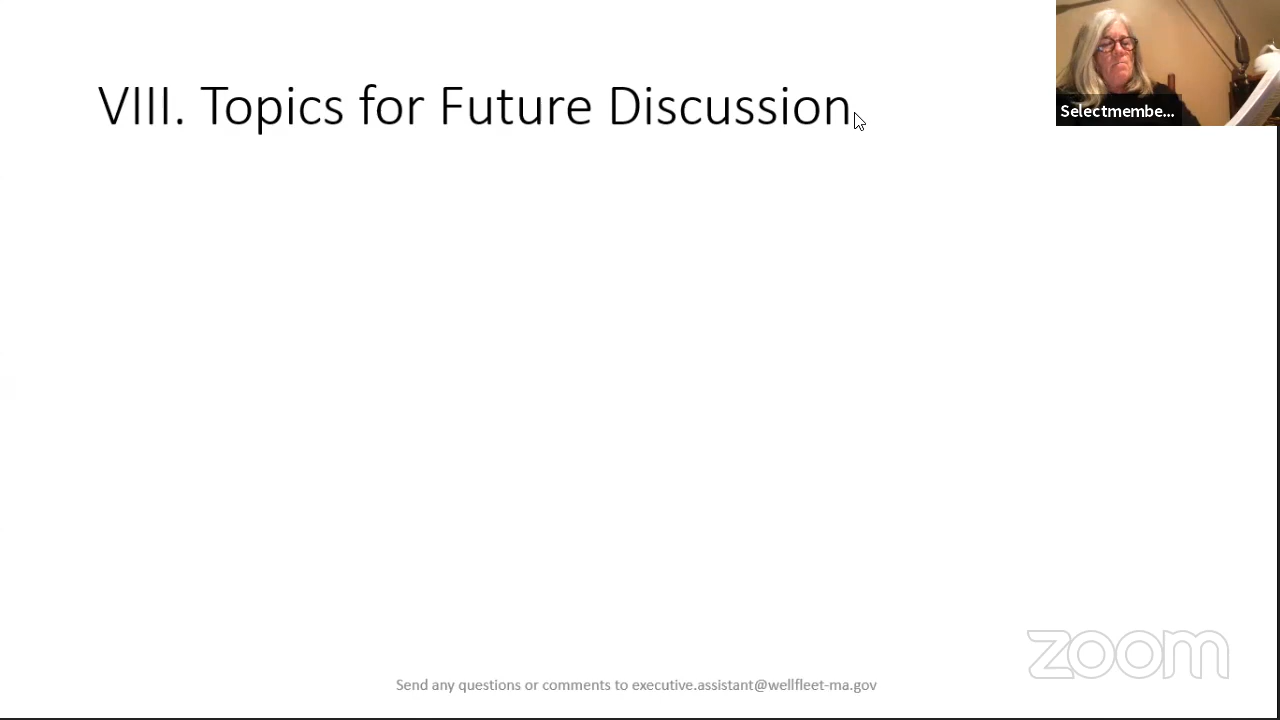 VIII. Topics for Future Discussion
Selectmembe...
zoom
Send any questions or comments to executive.assistant@wellfleet-ma.gov